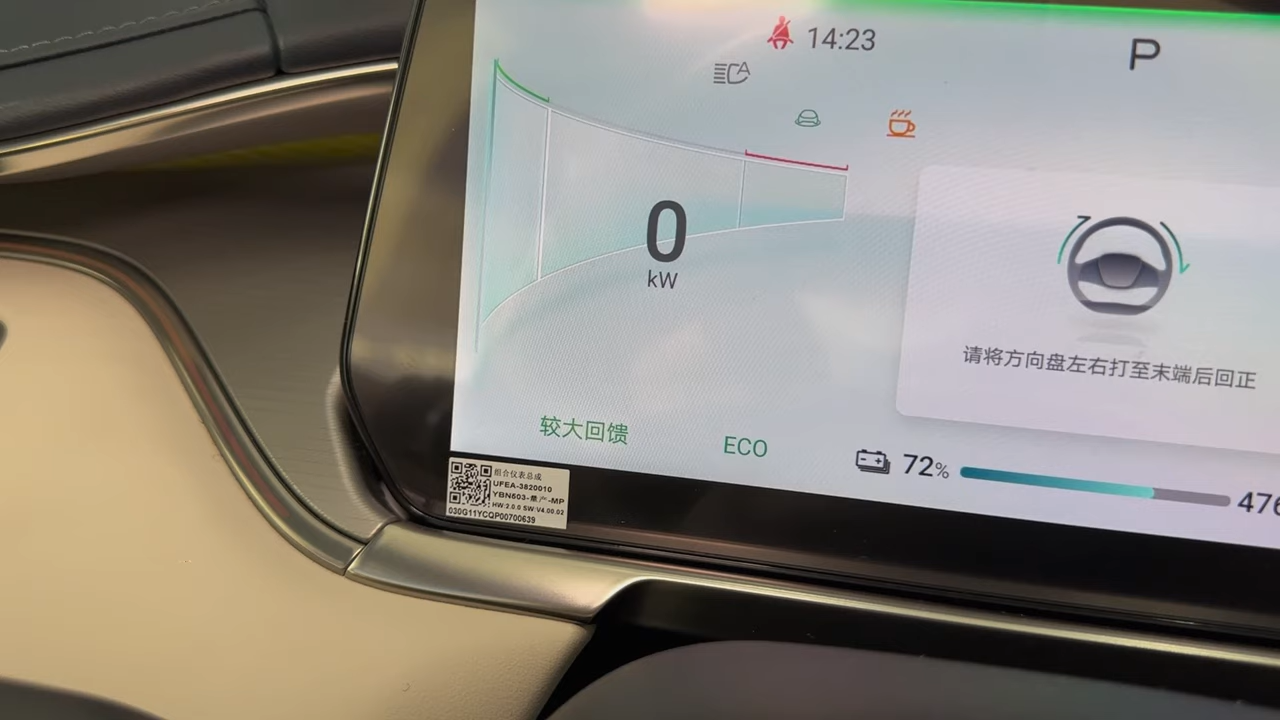 14:23
P
A
0
kW
请将方向盘左右打至末端后回正
较大回馈
ECO
72%
476
组合仪表总成
UFEA-3820010
YBN603-量产-MP
HW:2.0.0 SW:V4.00.02
030G11YCQP00700639